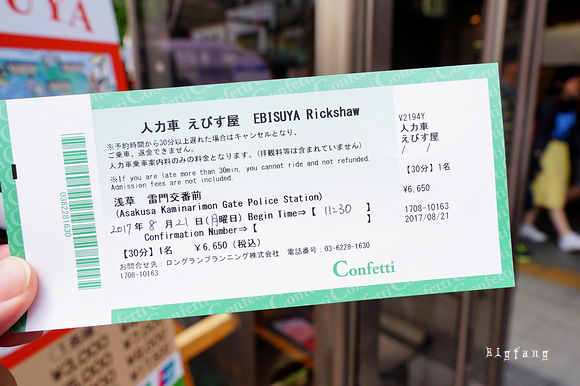 UYA
Confetti Confetti Confetti Confetti Confetti
人力車 えびす屋 EBISUYA Rickshaw
※予約時間から30分以上遅れた場合はキャンセルとなり、
ご乗車、返金できません。
人力車乗車案内料のみの料金となります。(拝観料等は含まれていません)
※If you are late more than 30min, you cannot ride and not refunded.
Admission fees are not included.
浅草 雷門交番前
(Asakusa Kaminarimon Gate Police Station)
2017年 8月 21日(月曜日) Begin Time⇒【 11:30 】
Confirmation Number⇒【 】
【30分】1名 ￥6,650 (税込)
お問合せ先：ロングランプランニング株式会社 電話番号：03-6228-1630
1708-10163
Confetti
0362281630
V2194Y
人力車
えびす屋
/ /
【30分】1名
￥6,650
1708-10163
2017/08/21
¥3,000
Bigfang